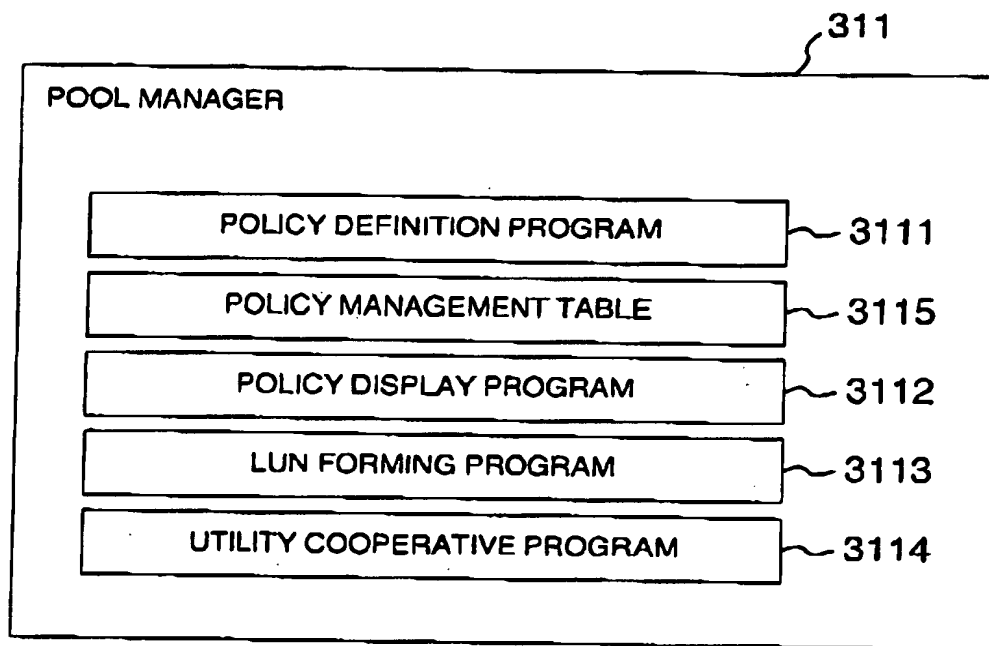 311
POOL MANAGER
POLICY DEFINITION PROGRAM 3111
POLICY MANAGEMENT TABLE 3115
POLICY DISPLAY PROGRAM 3112
LUN FORMING PROGRAM 3113
UTILITY COOPERATIVE PROGRAM 3114